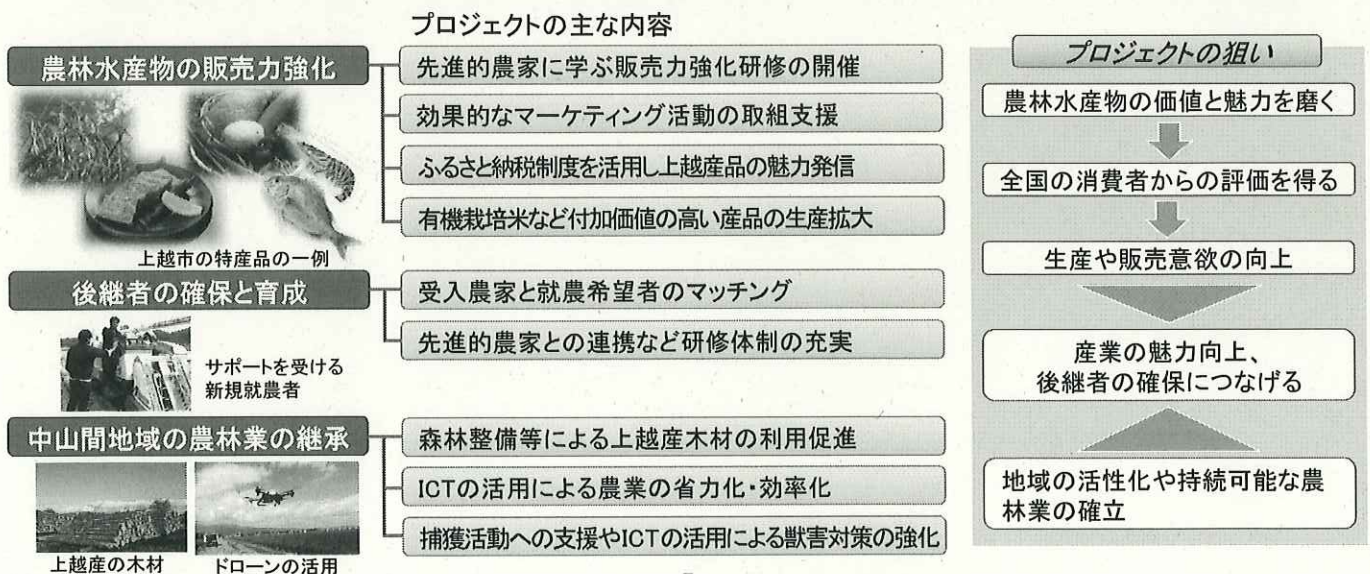 プロジェクトの主な内容
農林水産物の販売力強化
先進的農家に学ぶ販売力強化研修の開催
効果的なマーケティング活動の取組支援
ふるさと納税制度を活用し上越産品の魅力発信
有機栽培米など付加価値の高い産品の生産拡大
上越市の特産品の一例
後継者の確保と育成
受入農家と就農希望者のマッチング
先進的農家との連携など研修体制の充実
サポートを受ける
新規就農者
中山間地域の農林業の継承
森林整備等による上越産木材の利用促進
ICTの活用による農業の省力化・効率化
捕獲活動への支援やICTの活用による獣害対策の強化
上越産の木材
ドローンの活用
プロジェクトの狙い
農林水産物の価値と魅力を磨く
全国の消費者からの評価を得る
生産や販売意欲の向上
産業の魅力向上、
後継者の確保につなげる
地域の活性化や持続可能な農
林業の確立